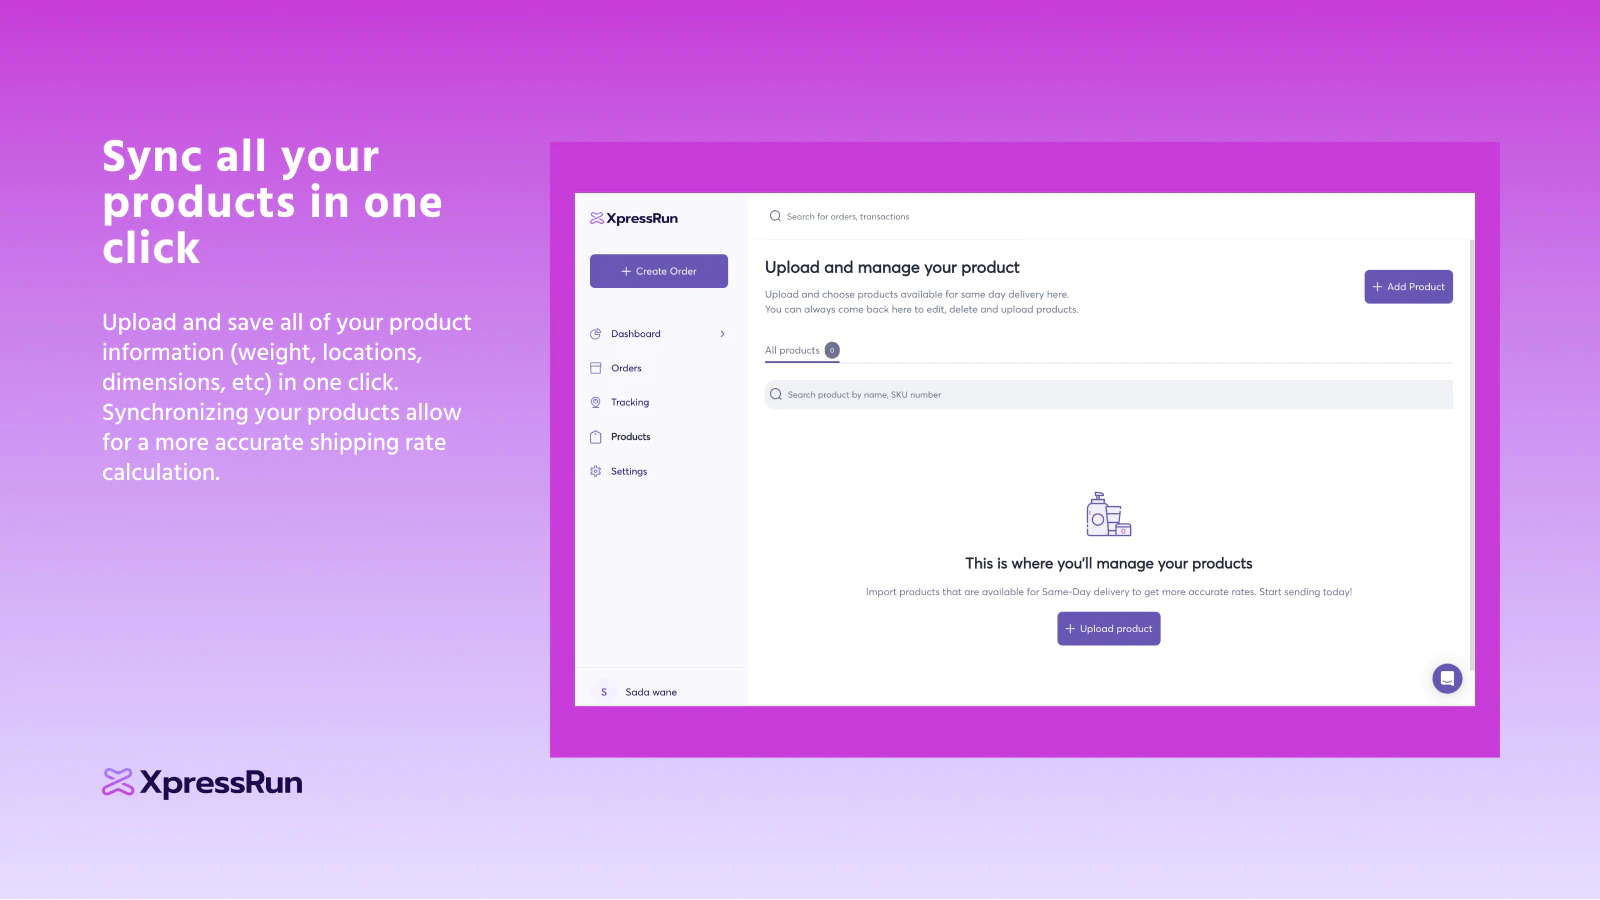 Sync all your
products in one
click
Upload and save all of your product
information (weight, locations,
dimensions, etc) in one click.
Synchronizing your products allow
for a more accurate shipping rate
calculation.
XpressRun
XpressRun
Create Order
Dashboard
Orders
Tracking
Products
Settings
S Sada wane
Search for orders, transactions
Upload and manage your product
Upload and choose products available for same day delivery here.
You can always come back here to edit, delete and upload products.
Add Product
All products 0
Search product by name, SKU number
This is where you'll manage your products
Import products that are available for Same-Day delivery to get more accurate rates. Start sending today!
Upload product